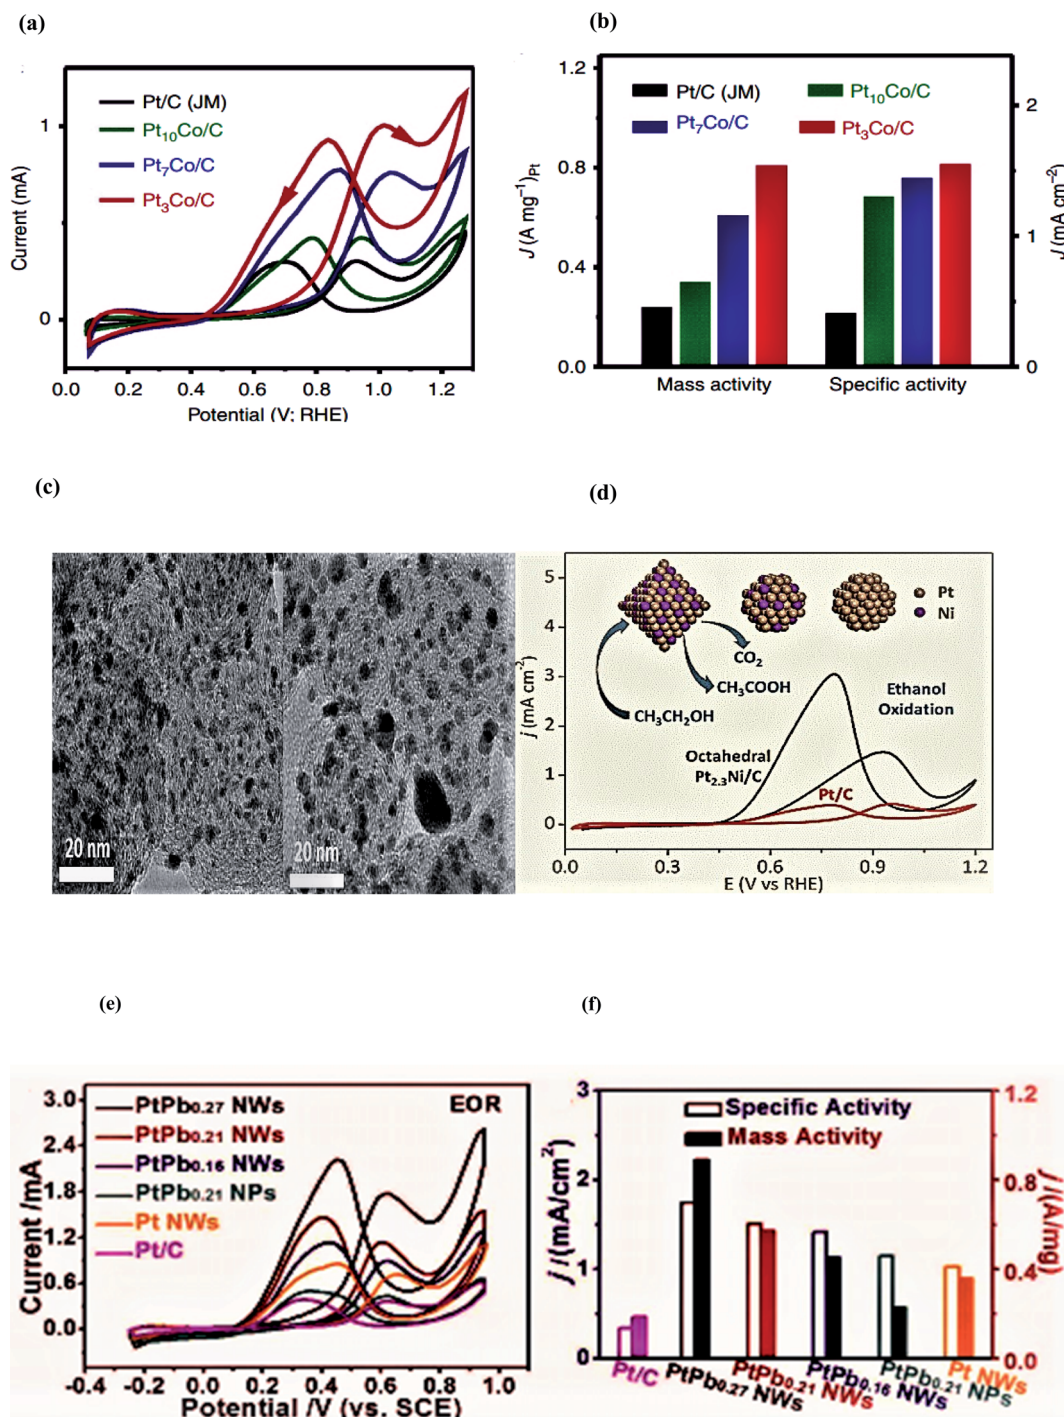 (a)
Pt/C (JM)
Pt10Co/C
Pt7Co/C
Pt3Co/C
1
0
Current (mA)
0.0 0.2 0.4 0.6 0.8 1.0 1.2
Potential (V; RHE)
(b)
1.2
0.8
0.4
0.0
J (A mg–1)Pt
Pt/C (JM)
Pt10Co/C
Pt7Co/C
Pt3Co/C
2
1
0
J (mA cm–2)
Mass activity
Specific activity
(c)
20 nm
20 nm
(d)
5
4
3
2
1
0
j (mA cm-2)
Pt
Ni
CO2
CH3COOH
CH3CH2OH
Ethanol
Oxidation
Octahedral
Pt2.3Ni/C
Pt/C
0.0 0.3 0.6 0.9 1.2
E (V vs RHE)
(e)
3.0
2.4
1.8
1.2
0.6
0.0
Current /mA
PtPb0.27 NWs
PtPb0.21 NWs
PtPb0.16 NWs
PtPb0.21 NPs
Pt NWs
Pt/C
EOR
-0.4 -0.2 0.0 0.2 0.4 0.6 0.8 1.0
Potential /V (vs. SCE)
(f)
3
2
1
0
j /(mA/cm2)
Specific Activity
Mass Activity
1.2
0.8
0.4
0.0
j /(A/mg)
Pt/C
PtPb0.27 NWs
PtPb0.21 NWs
PtPb0.16 NWs
PtPb0.21 NPs
Pt NWs